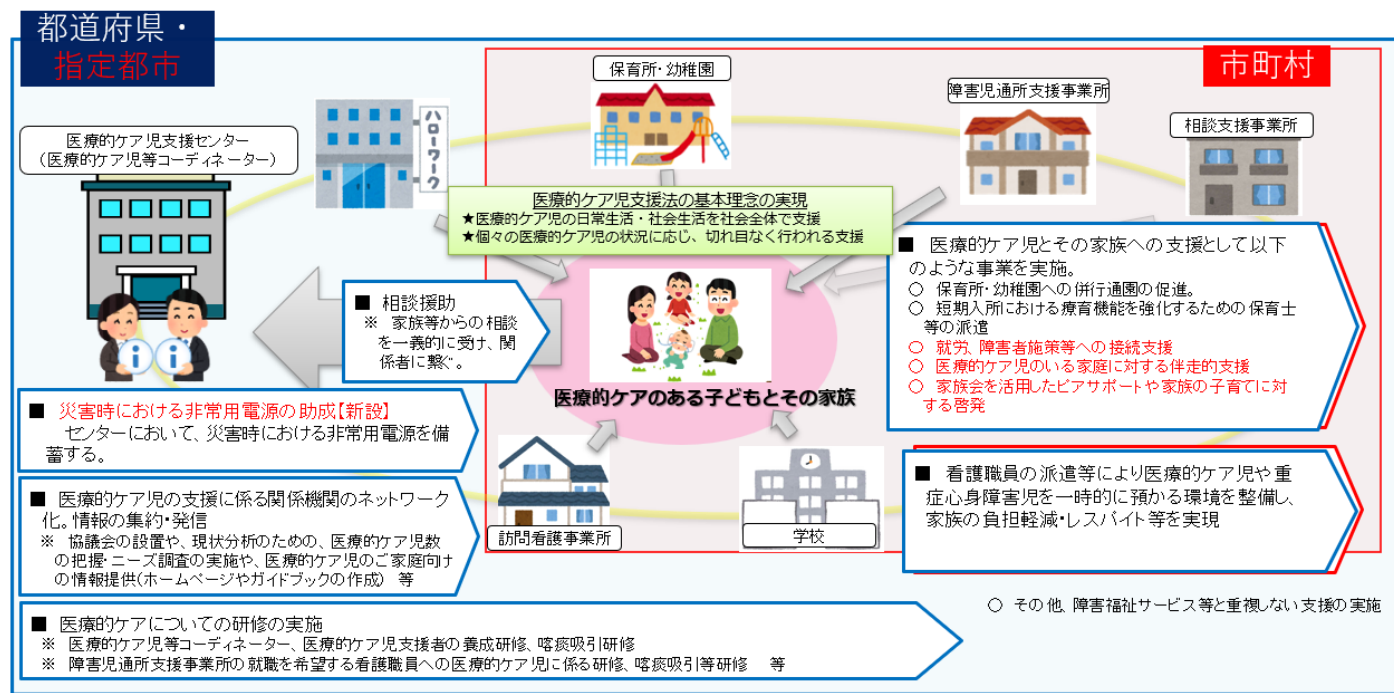 都道府県・
指定都市
市町村
保育所・幼稚園
障害児通所支援事業所
相談支援事業所
医療的ケア児支援センター
（医療的ケア児等コーディネーター）
ハローワーク
医療的ケア児支援法の基本理念の実現
★医療的ケア児の日常生活・社会生活を社会全体で支援
★個々の医療的ケア児の状況に応じ、切れ目なく行われる支援
■ 相談援助
※ 家族等からの相談
を一義的に受け、関
係者に繋ぐ。
医療的ケアのある子どもとその家族
■ 医療的ケア児とその家族への支援として以下
のような事業を実施。
○ 保育所・幼稚園への併行通園の促進。
○ 短期入所における療育機能を強化するための保育士
等の派遣
○ 就労、障害者施策等への接続支援
○ 医療的ケア児のいる家庭に対する伴走的支援
○ 家族会を活用したピアサポートや家族の子育てに対
する啓発
■ 災害時における非常用電源の助成【新設】
センターにおいて、災害時における非常用電源を備
蓄する。
■ 医療的ケア児の支援に係る関係機関のネットワーク
化。情報の集約・発信
※ 協議会の設置や、現状分析のための、医療的ケア児数
の把握・ニーズ調査の実施や、医療的ケア児のご家庭向け
の情報提供(ホームページやガイドブックの作成) 等
訪問看護事業所
学校
■ 看護職員の派遣等により医療的ケア児や重
症心身障害児を一時的に預かる環境を整備し、
家族の負担軽減・レスパイト等を実現
○ その他、障害福祉サービス等と重複しない支援の実施
■ 医療的ケアについての研修の実施
※ 医療的ケア児等コーディネーター、医療的ケア児支援者の養成研修、喀痰吸引研修
※ 障害児通所支援事業所の就職を希望する看護職員への医療的ケア児に係る研修、喀痰吸引等研修 等